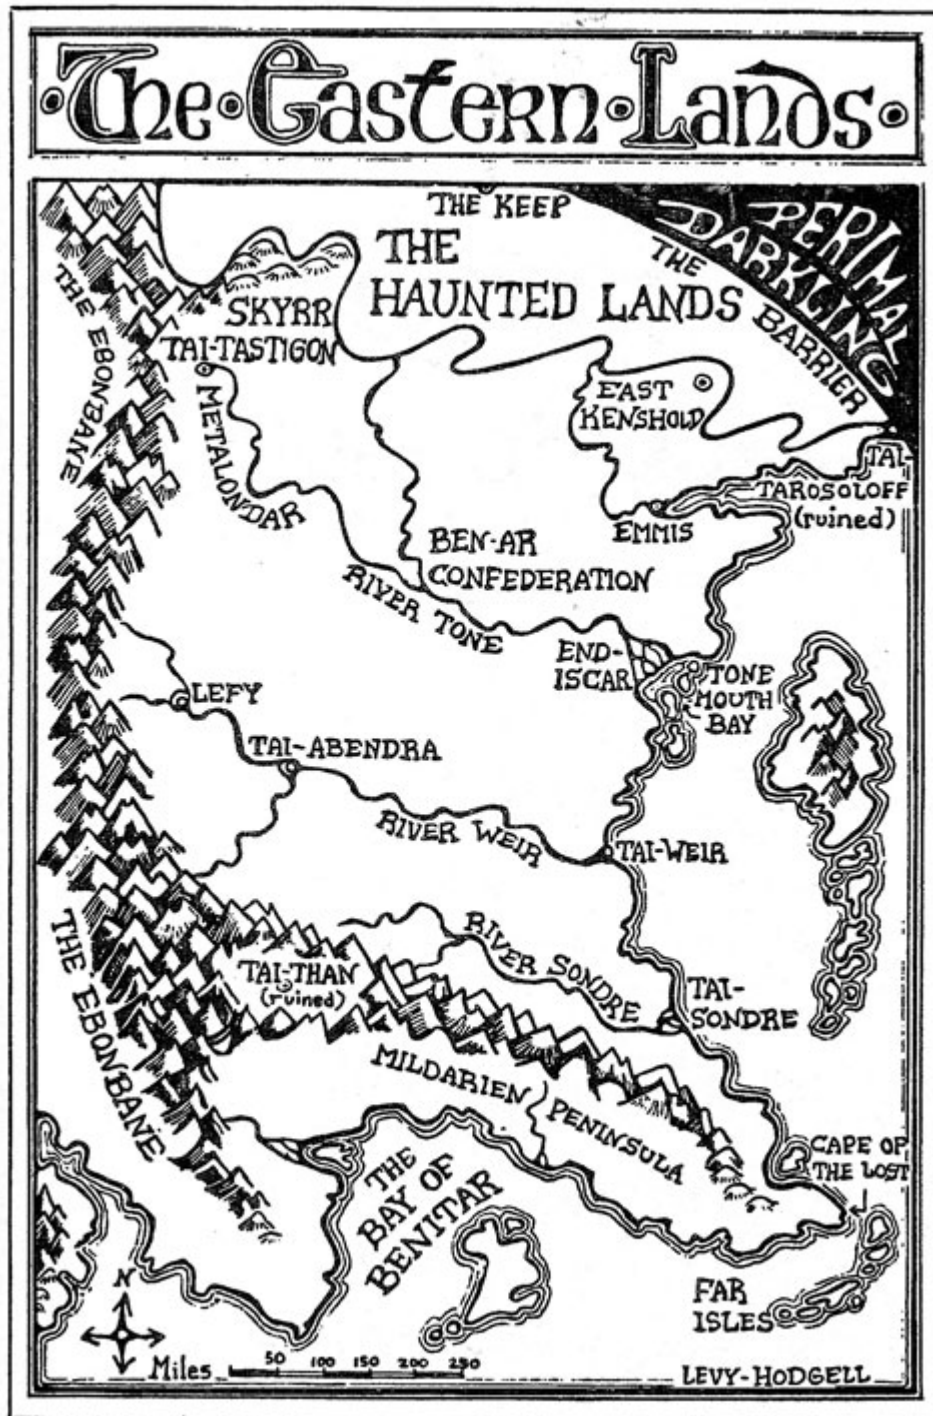 The Eastern Lands
THE KEEP
PERIMAL
DARKLING
THE BARRIER
THE
HAUNTED LANDS
THE EBONBANE
SKYRR
TAI-TASTIGON
METALONDAR
EAST
KENSHOLD
TAI-
TAROSOLOFF
(ruined)
EMMIS
BEN-AR
CONFEDERATION
RIVER TONE
END-
ISCAR
TONE
MOUTH
BAY
LEFY
TAI-ABENDRA
RIVER WEIR
TAI-WEIR
THE EBONBANE
RIVER SONDRE
TAI-THAN
(ruined)
TAI-
SONDRE
MILDARIEN
PENINSULA
CAPE OF
THE LOST
THE
BAY OF
BENITAR
FAR
ISLES
N
Miles 50 100 150 200 250
LEVY-HODGELL